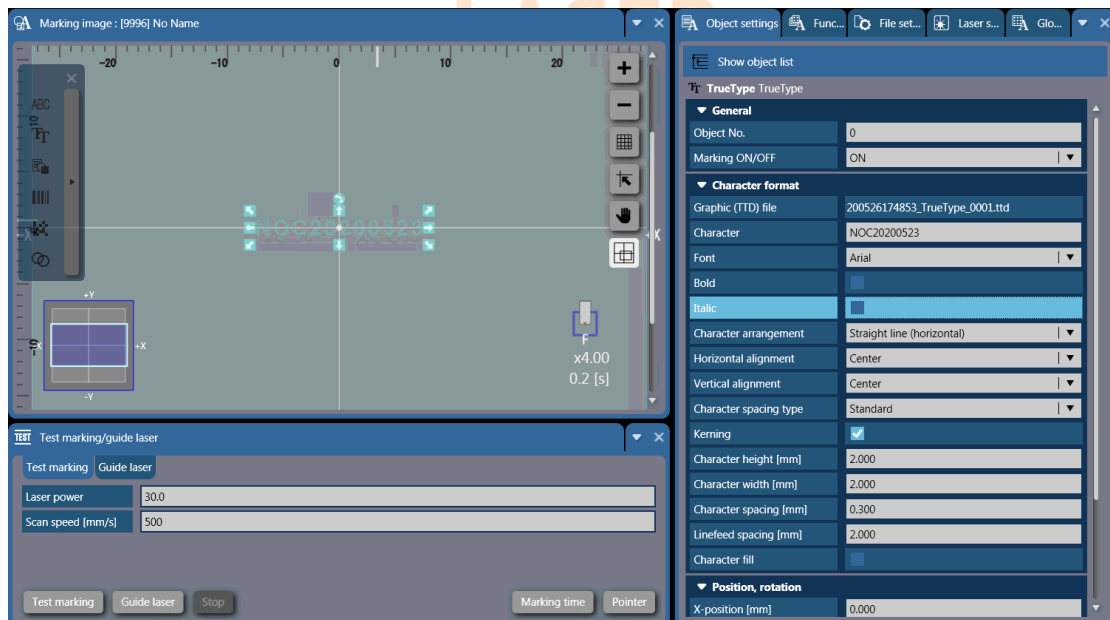 LASER
Marking image : [9996] No Name
-20
-10
0
10
20
ABC
10
-X
X
NOC20200523
+Y
-X
+X
-Y
-10
F
x4.00
0.2 [s]
Test marking/guide laser
Test marking
Guide laser
Laser power
30.0
Scan speed [mm/s]
500
Test marking
Guide laser
Stop
Marking time
Pointer
Object settings
Func...
File set...
Laser s...
Glo...
Show object list
TrueType TrueType
General
Object No.
0
Marking ON/OFF
ON
Character format
Graphic (TTD) file
200526174853_TrueType_0001.ttd
Character
NOC20200523
Font
Arial
Bold
Italic
Character arrangement
Straight line (horizontal)
Horizontal alignment
Center
Vertical alignment
Center
Character spacing type
Standard
Kerning
Character height [mm]
2.000
Character width [mm]
2.000
Character spacing [mm]
0.300
Linefeed spacing [mm]
2.000
Character fill
Position, rotation
X-position [mm]
0.000